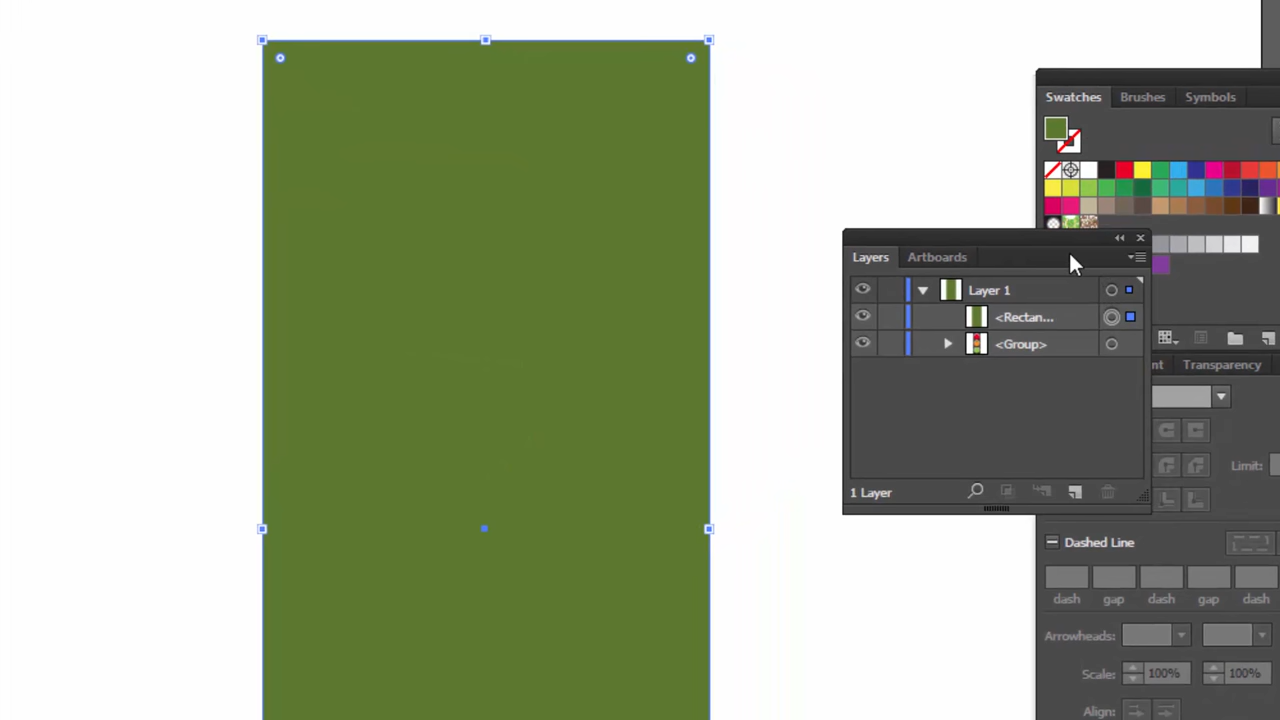 Swatches Brushes Symbols
Layers Artboards
Layer 1
<Rectan...
<Group>
1 Layer
nt Transparency
Limit:
Dashed Line
dash gap dash gap dash
Arrowheads:
Scale: 100% 100%
Align: